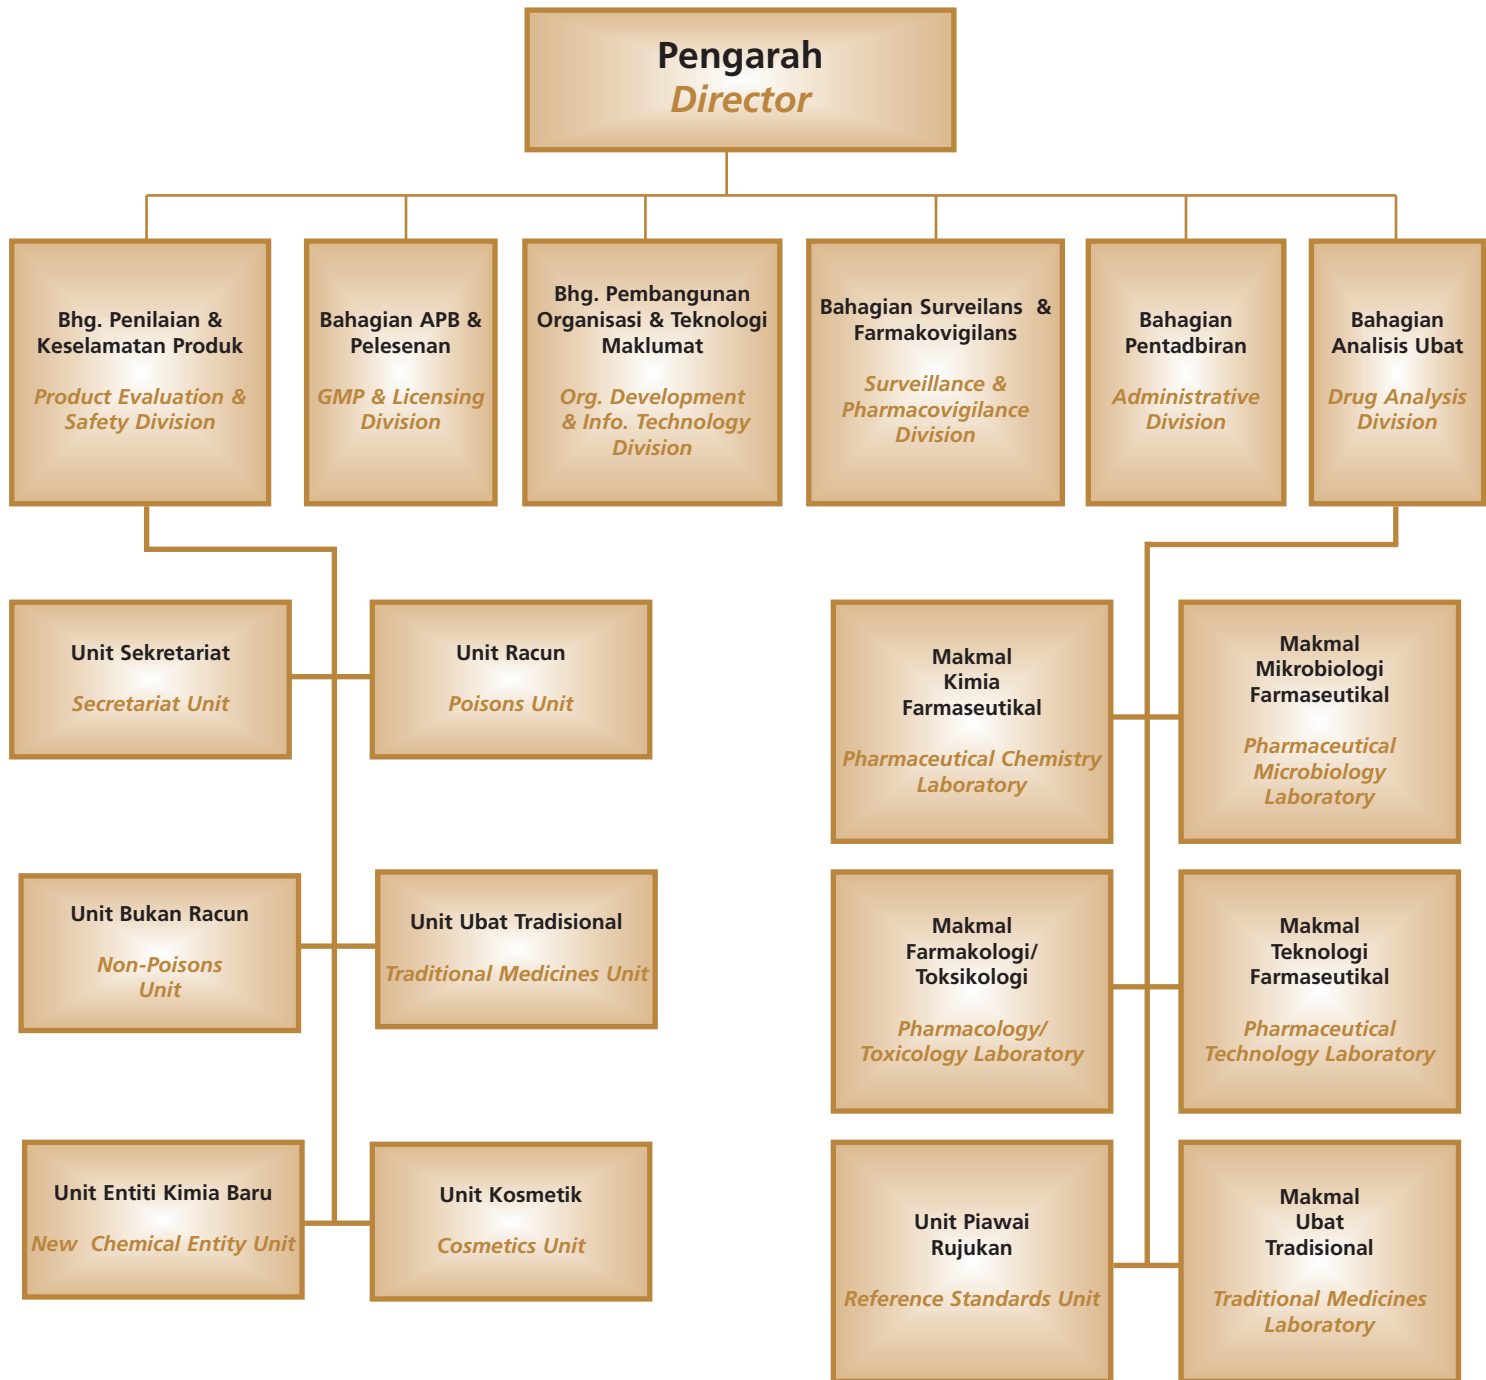 Pengarah
Director
Bhg. Penilaian &
Keselamatan Produk
Product Evaluation &
Safety Division
Bahagian APB &
Pelesenan
GMP & Licensing
Division
Bhg. Pembangunan
Organisasi & Teknologi
Maklumat
Org. Development
& Info. Technology
Division
Bahagian Surveilans &
Farmakovigilans
Surveillance &
Pharmacovigilance
Division
Bahagian
Pentadbiran
Administrative
Division
Bahagian
Analisis Ubat
Drug Analysis
Division
Unit Sekretariat
Secretariat Unit
Unit Racun
Poisons Unit
Unit Bukan Racun
Non-Poisons
Unit
Unit Ubat Tradisional
Traditional Medicines Unit
Unit Entiti Kimia Baru
New Chemical Entity Unit
Unit Kosmetik
Cosmetics Unit
Makmal
Kimia
Farmaseutikal
Pharmaceutical Chemistry
Laboratory
Makmal
Mikrobiologi
Farmaseutikal
Pharmaceutical
Microbiology
Laboratory
Makmal
Farmakologi/
Toksikologi
Pharmacology/
Toxicology Laboratory
Makmal
Teknologi
Farmaseutikal
Pharmaceutical
Technology Laboratory
Unit Piawai
Rujukan
Reference Standards Unit
Makmal
Ubat
Tradisional
Traditional Medicines
Laboratory